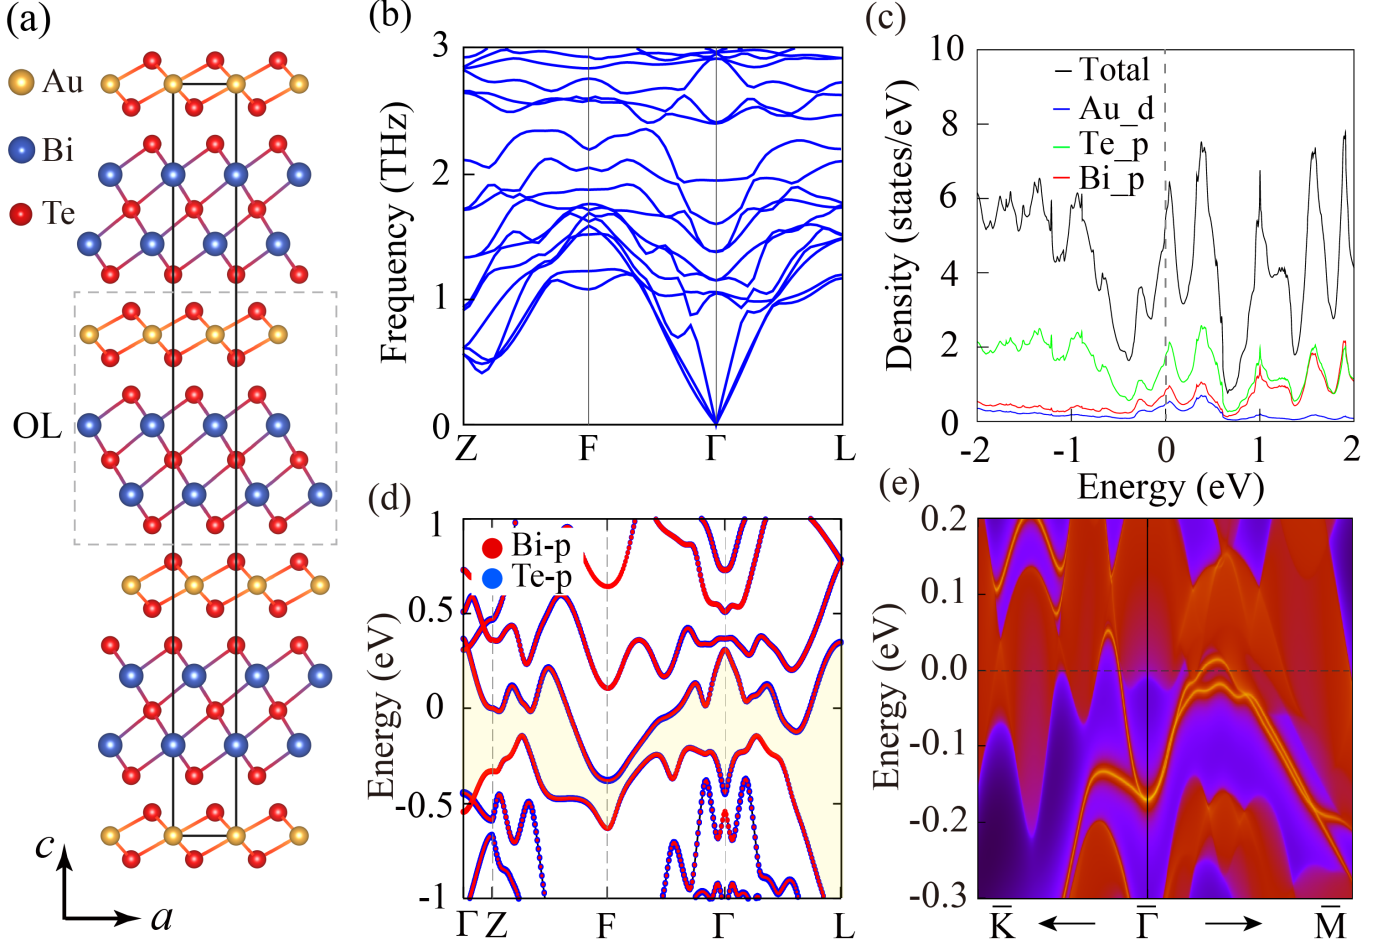 (a)
Au
Bi
Te
OL
c
a
(b)
Frequency (THz)
3
2
1
0
Z F Γ L
(c)
Density (states/eV)
10
8
6
4
2
0
Total
Au_d
Te_p
Bi_p
-2 -1 0 1 2
Energy (eV)
(d)
Energy (eV)
1
0.5
0
-0.5
-1
Bi-p
Te-p
Γ Z F Γ L
(e)
Energy (eV)
0.2
0.1
0.0
-0.1
-0.2
-0.3
K̅ Γ̅ M̅